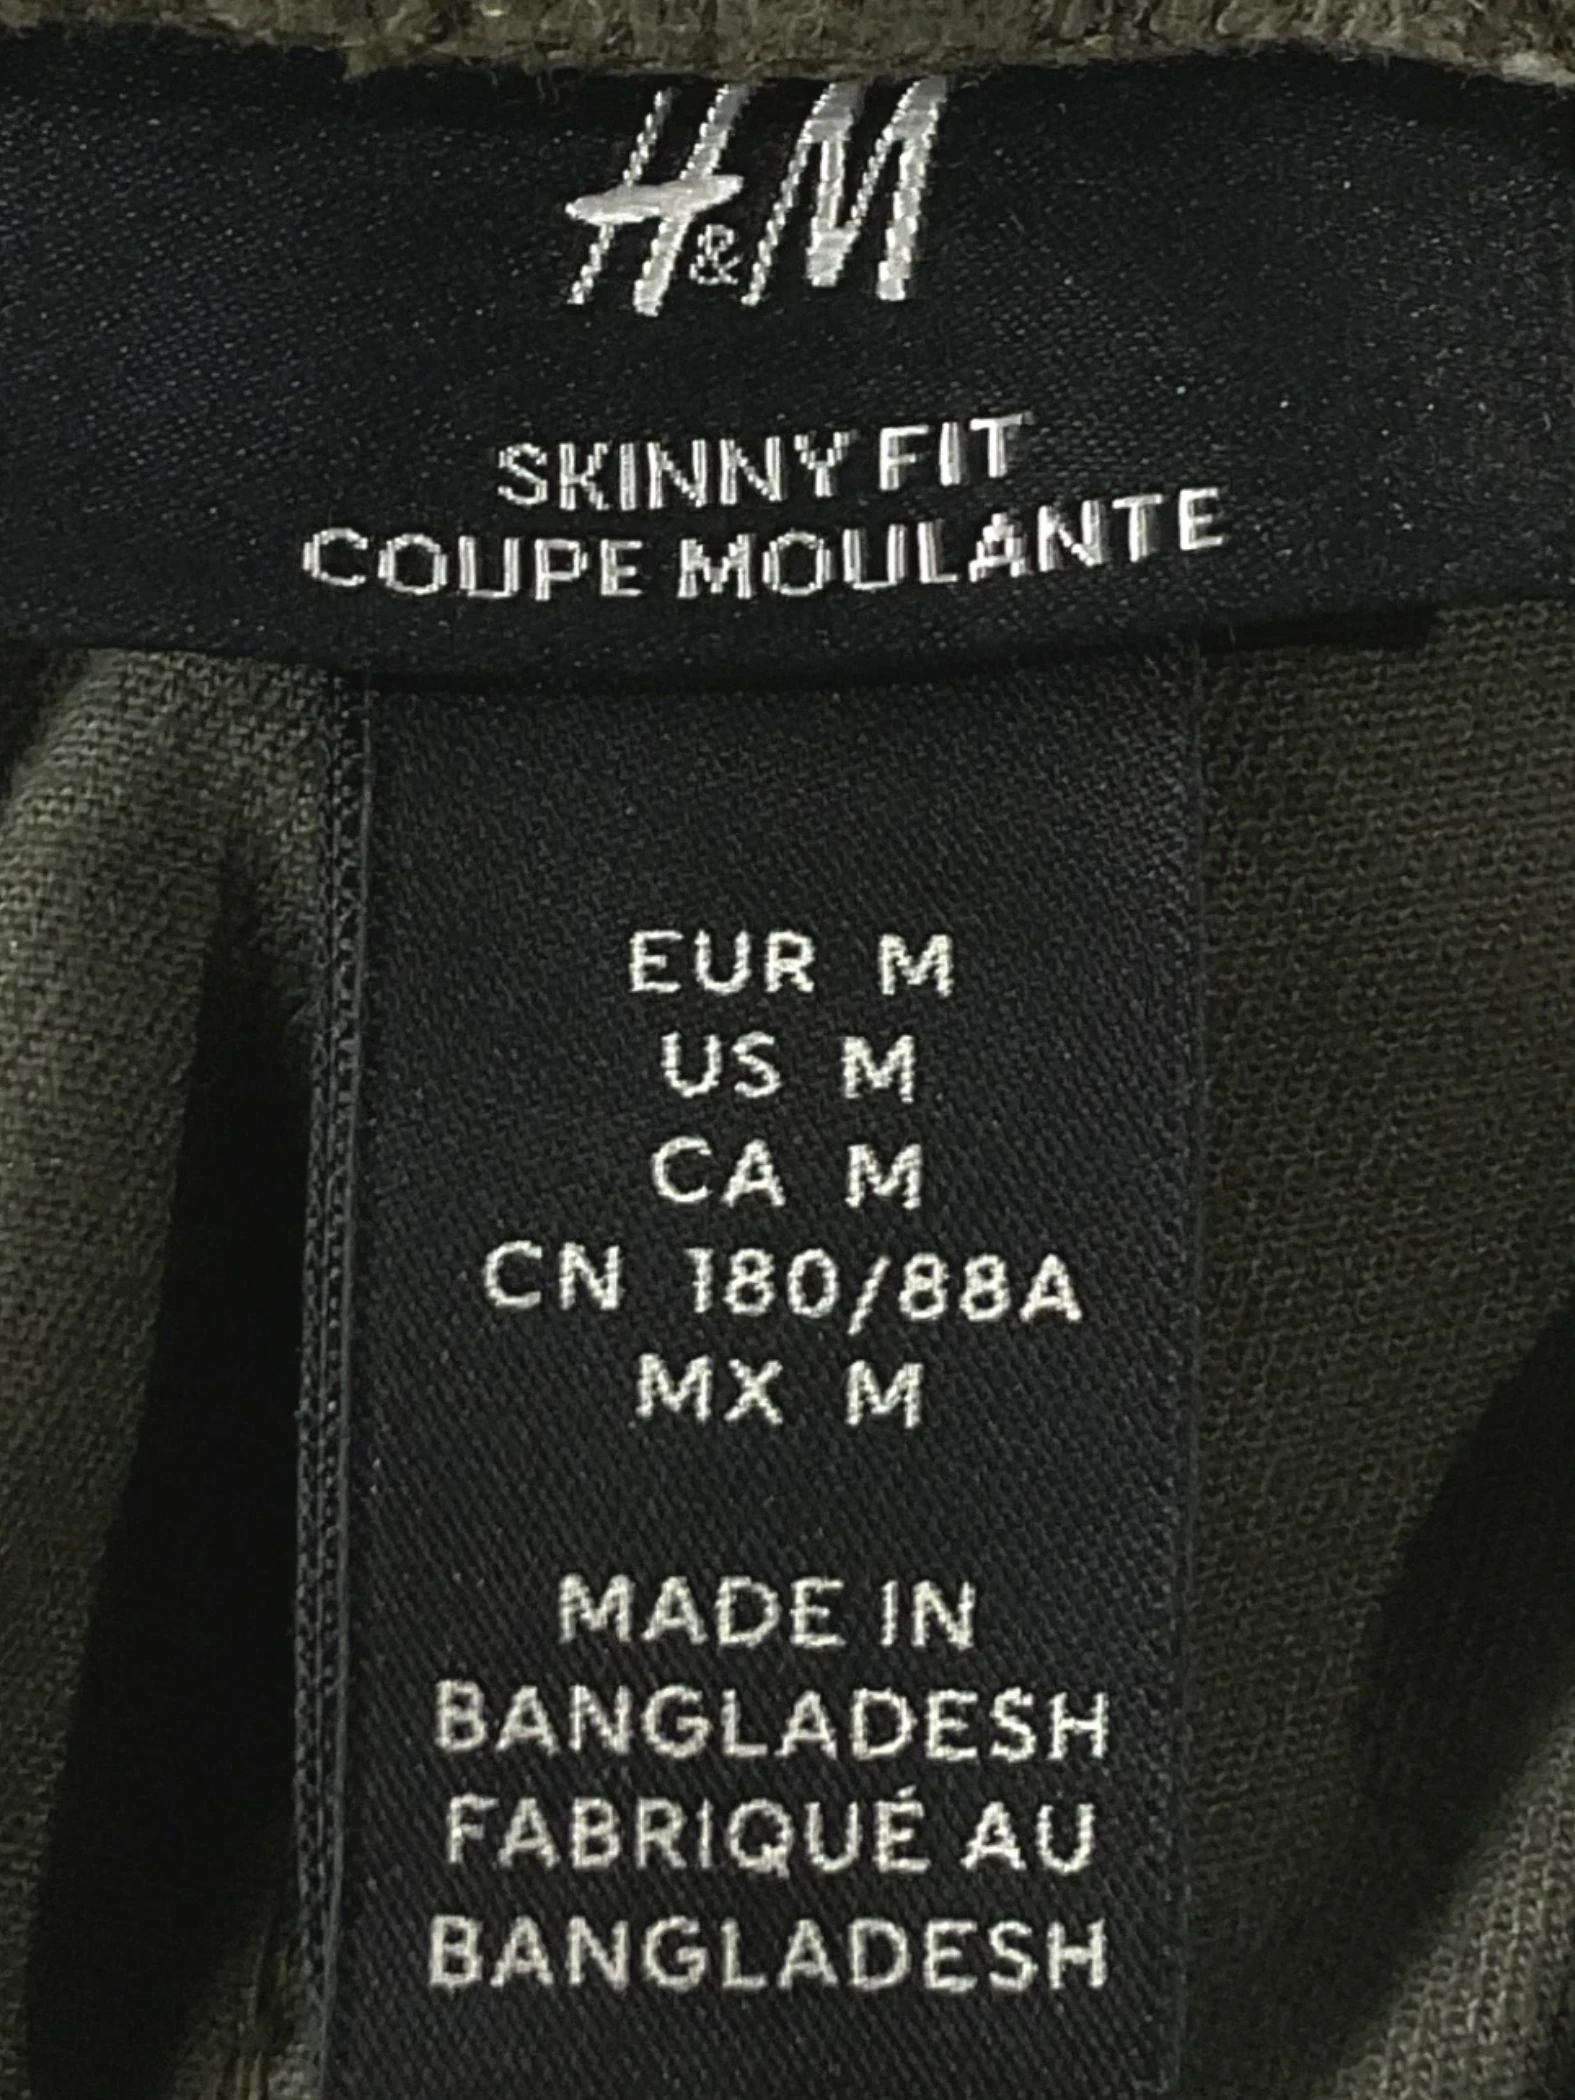 H&M
SKINNY FIT
COUPE MOULANTE
EUR M
US M
CA M
CN 180/88A
MX M
MADE IN
BANGLADESH
FABRIQUÉ AU
BANGLADESH